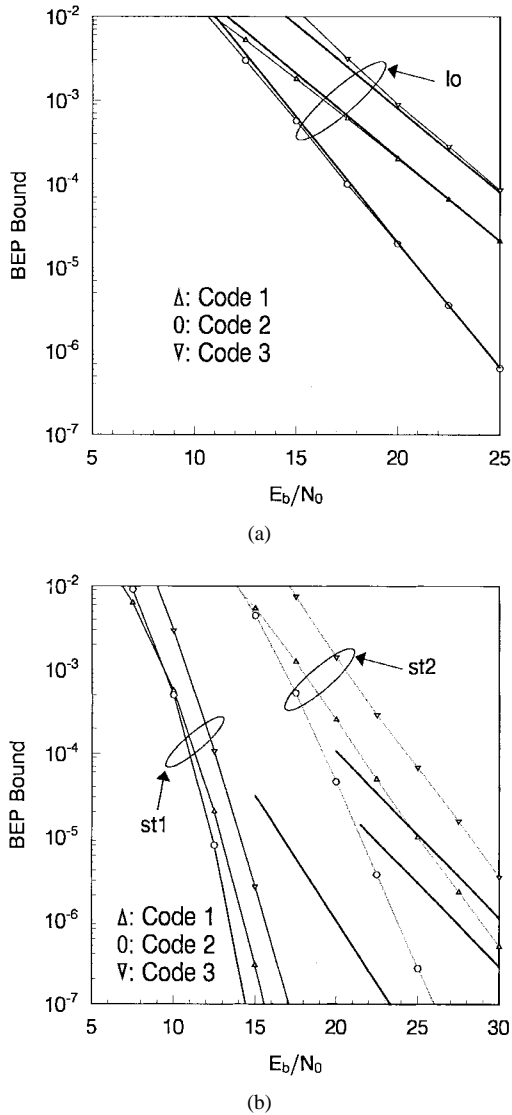 10^-2
10^-3
10^-4
10^-5
10^-6
10^-7
BEP Bound
lo
Δ: Code 1
O: Code 2
∇: Code 3
5 10 15 20 25
E_b/N_0
(a)
10^-2
10^-3
10^-4
10^-5
10^-6
10^-7
BEP Bound
st2
st1
Δ: Code 1
O: Code 2
∇: Code 3
5 10 15 20 25 30
E_b/N_0
(b)